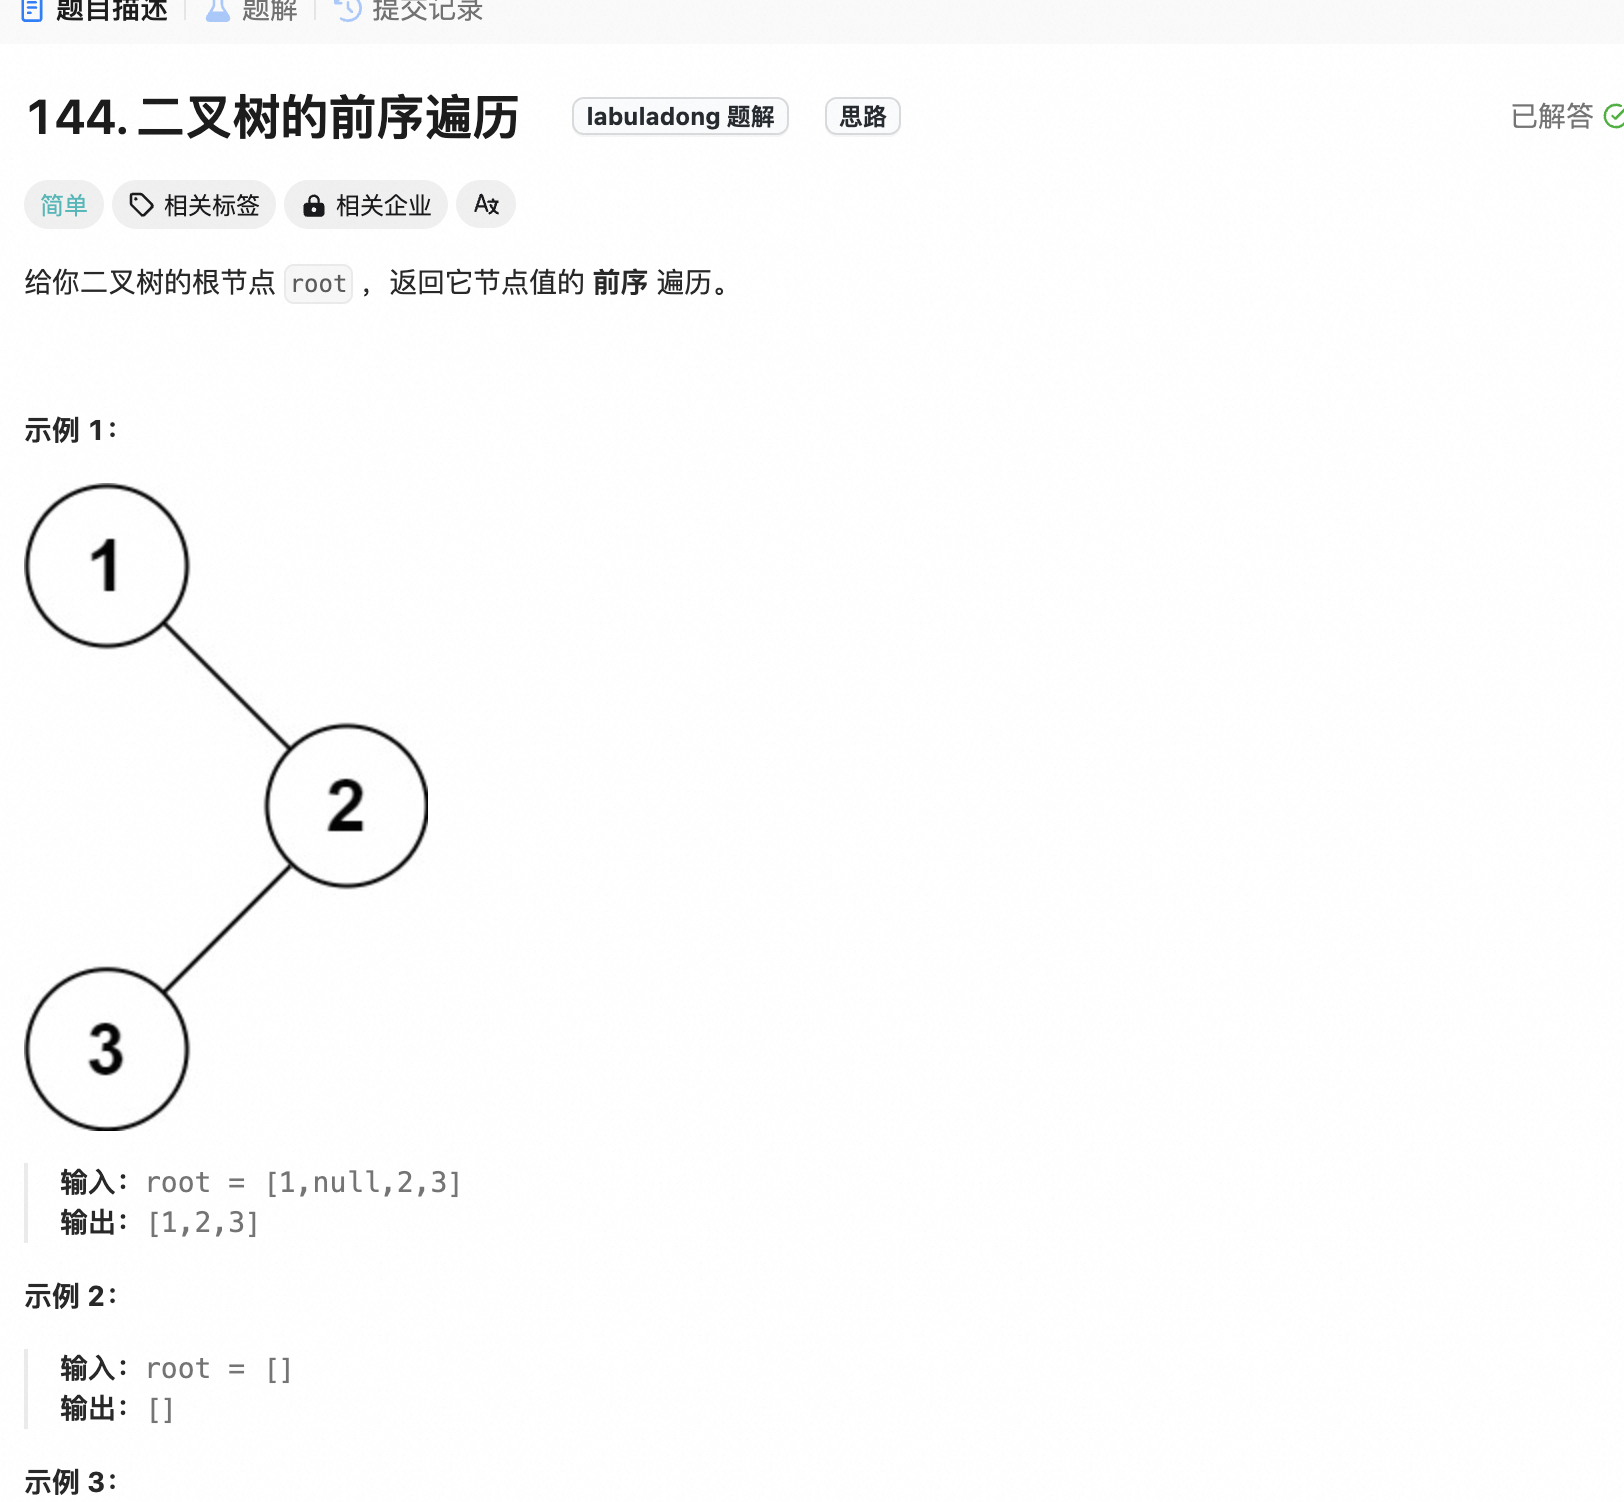 题目描述 题解 提交记录
144. 二叉树的前序遍历 labuladong 题解 思路 已解答
简单 相关标签 相关企业 A文
给你二叉树的根节点 root ，返回它节点值的 前序 遍历。
示例 1：
1
2
3
输入：root = [1,null,2,3]
输出：[1,2,3]
示例 2：
输入：root = []
输出：[]
示例 3：